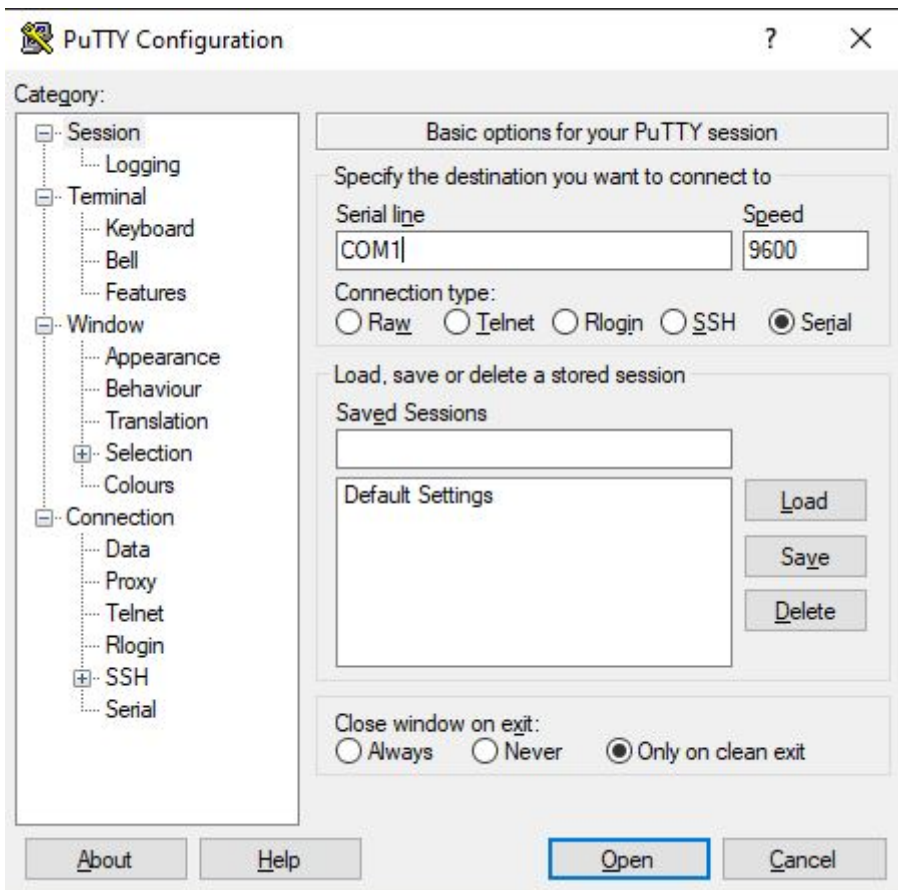 PuTTY Configuration
?
Category:
Session
Logging
Terminal
Keyboard
Bell
Features
Window
Appearance
Behaviour
Translation
Selection
Colours
Connection
Data
Proxy
Telnet
Rlogin
SSH
Serial
Basic options for your PuTTY session
Specify the destination you want to connect to
Serial line Speed
COM1 9600
Connection type:
Raw Telnet Rlogin SSH Serial
Load, save or delete a stored session
Saved Sessions
Default Settings
Load
Save
Delete
Close window on exit:
Always Never Only on clean exit
About Help Open Cancel